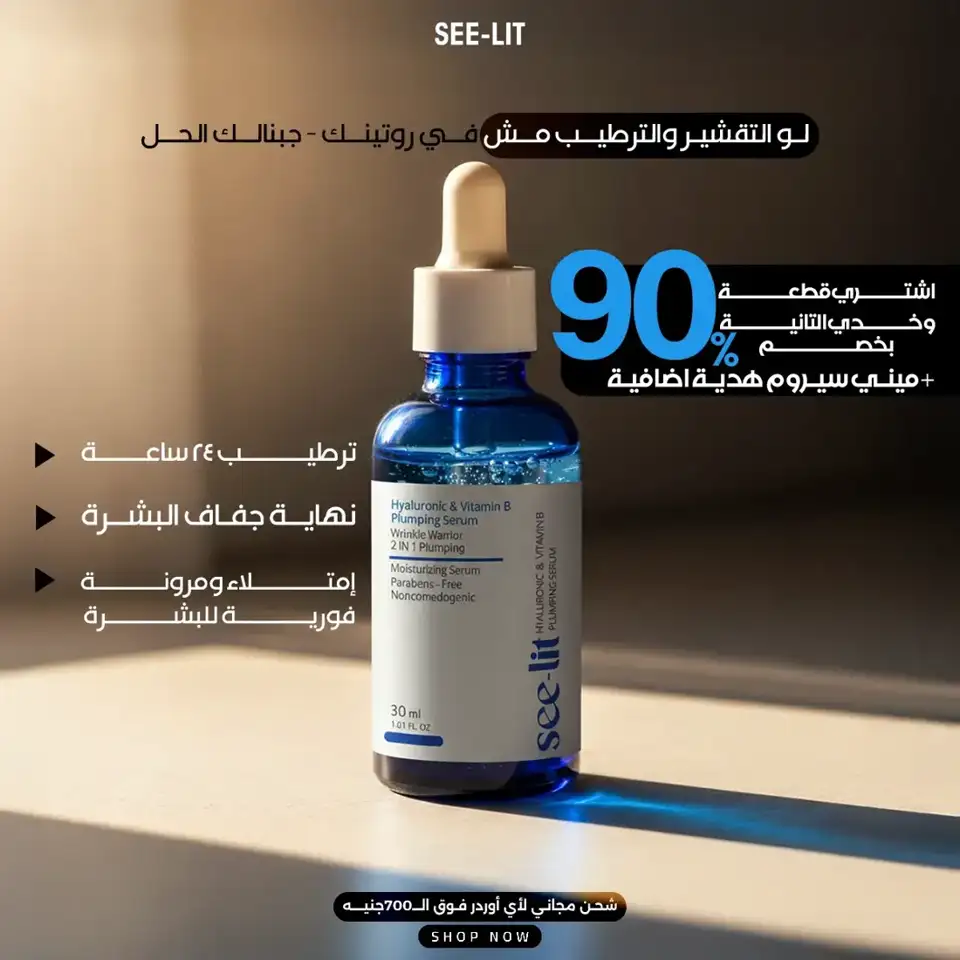 SEE-LIT
لو التقشير والترطيب مش في روتينك - جبنالك الحل
اشتري قطعة
وخدي التانية
بخصم
90%
+ميني سيروم هدية اضافية
ترطيب ٢٤ ساعة
نهاية جفاف البشرة
إمتلاء ومرونة
فورية للبشرة
Hyaluronic & Vitamin B
Plumping Serum
Wrinkle Warrior
2 IN 1 Plumping
Moisturizing Serum
Parabens - Free
Noncomedogenic
30 ml
1.01 FL. OZ
see-lit
HYALURONIC & VITAMIN B
PLUMPING SERUM
شحن مجاني لأي أوردر فوق الــ700جنيه
SHOP NOW